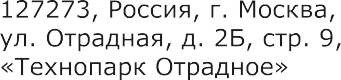 127273, Россия, г. Москва,
ул. Отрадная, д. 2Б, стр. 9,
«Технопарк Отрадное»